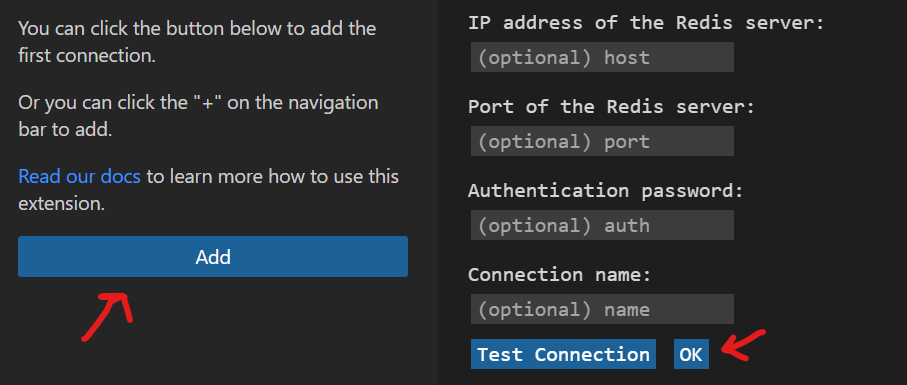 You can click the button below to add the
first connection.
Or you can click the "+" on the navigation
bar to add.
Read our docs to learn more how to use this
extension.
Add
IP address of the Redis server:
(optional) host
Port of the Redis server:
(optional) port
Authentication password:
(optional) auth
Connection name:
(optional) name
Test Connection OK